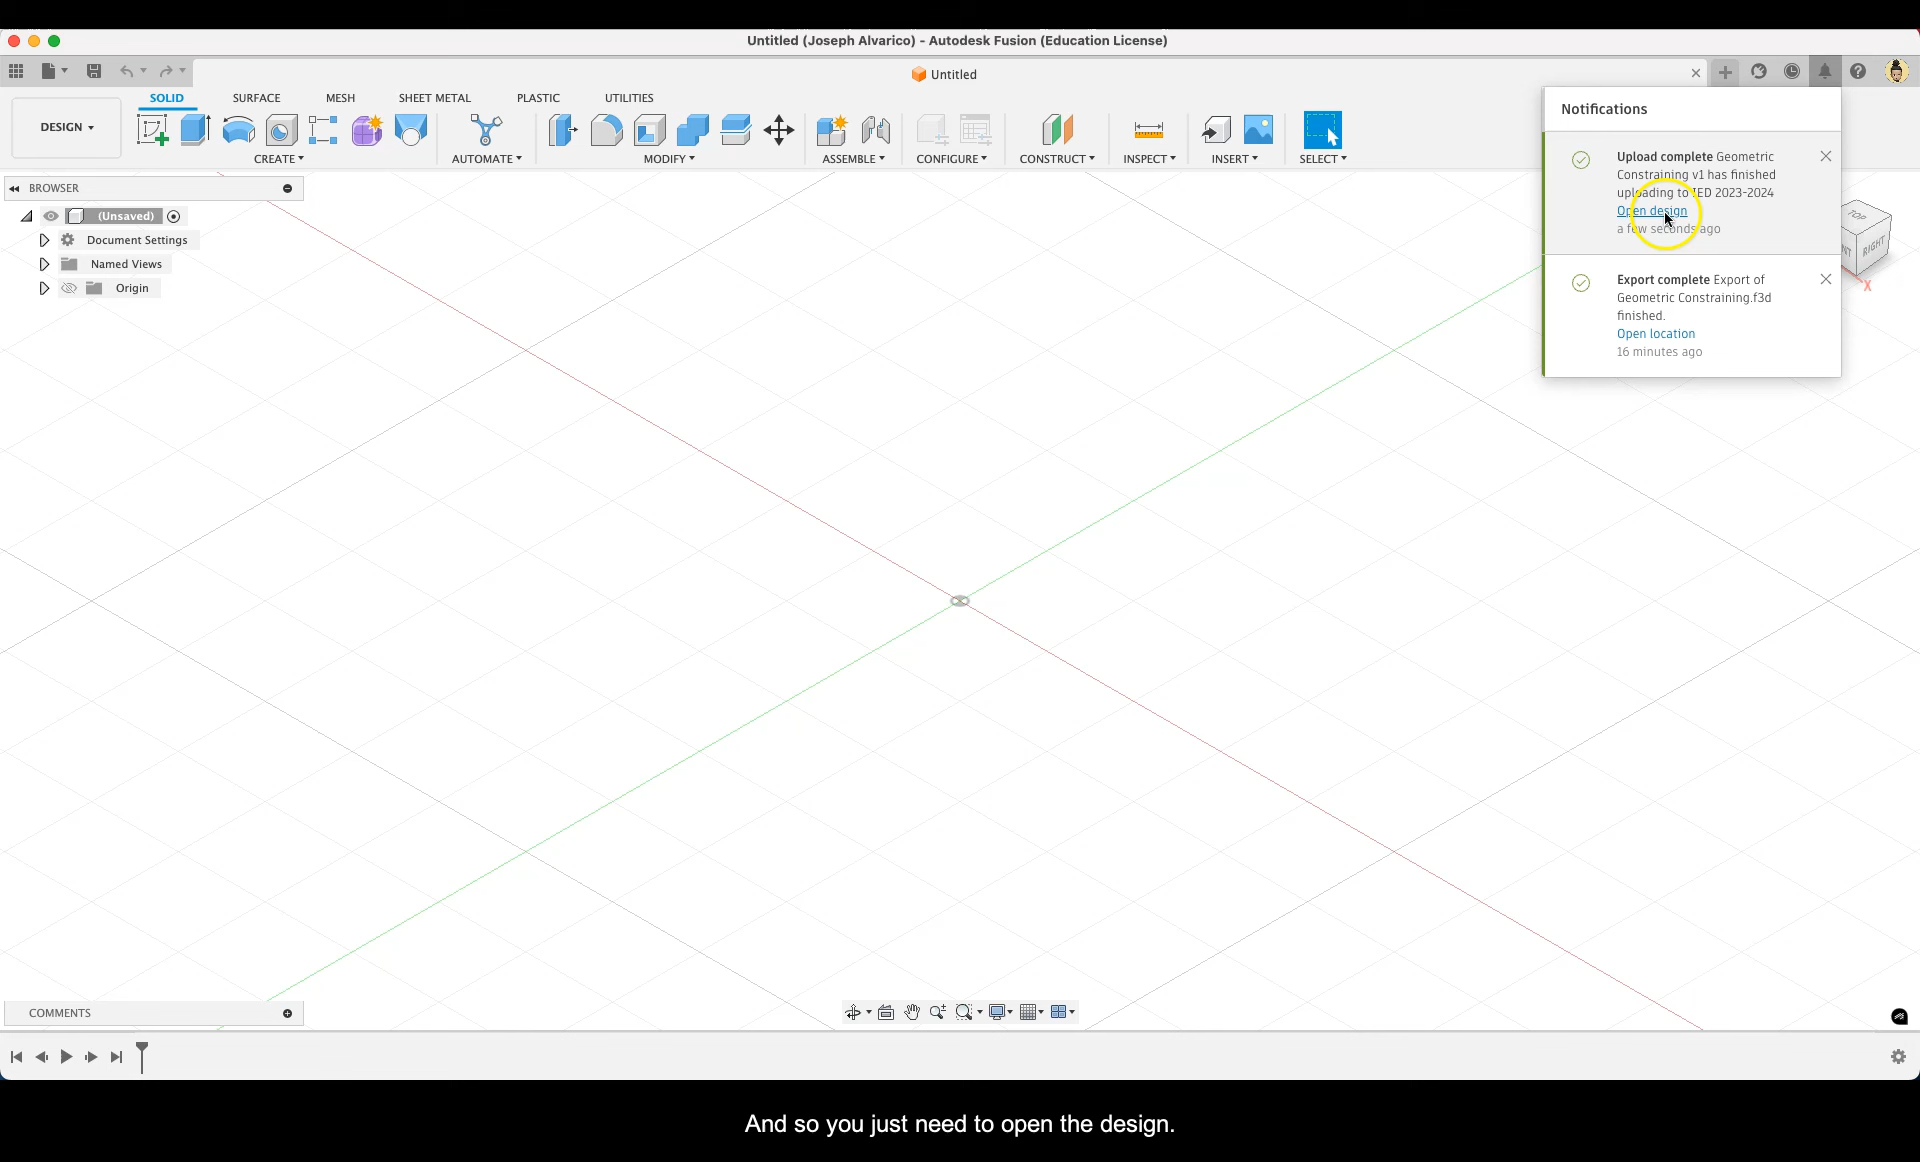 Untitled (Joseph Alvarico) - Autodesk Fusion (Education License)
Untitled
SOLID SURFACE MESH SHEET METAL PLASTIC UTILITIES
DESIGN
CREATE AUTOMATE MODIFY ASSEMBLE CONFIGURE CONSTRUCT INSPECT INSERT SELECT
BROWSER
(Unsaved)
Document Settings
Named Views
Origin
Notifications
Upload complete Geometric
Constraining v1 has finished
uploading to IED 2023-2024
Open design
a few seconds ago
Export complete Export of
Geometric Constraining.f3d
finished.
Open location
16 minutes ago
TOP
RIGHT
X
COMMENTS
And so you just need to open the design.